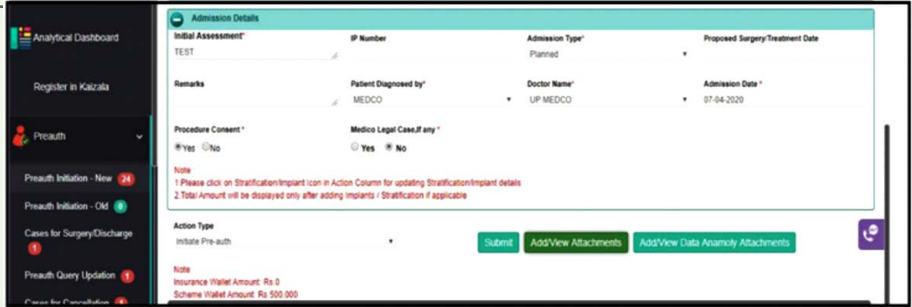 Admission Details
Analytical Dashboard
Initial Assessment*
IP Number
Admission Type*
Proposed Surgery/Treatment Date
TEST
Planned
Register in Kaizala
Remarks
Patient Diagnosed by*
Doctor Name*
Admission Date *
MEDCO
UP MEDCO
07-04-2020
Preauth
Procedure Consent *
Medico Legal Case,If any *
Yes No
Yes No
Note
1.Please click on Stratification/Implant Icon in Action Column for updating Stratification/Implant details
2.Total Amount will be displayed only after adding Implants / Stratification if applicable
Preauth Initiation - New 24
Preauth Initiation - Old 0
Cases for Surgery/Discharge
1
Action Type
Initiate Pre-auth
Submit
Add/View Attachments
Add/View Data Anamoly Attachments
Preauth Query Updation 1
Note
Insurance Wallet Amount: Rs 0
Scheme Wallet Amount: Rs 500,000
Cases for Cancellation 1